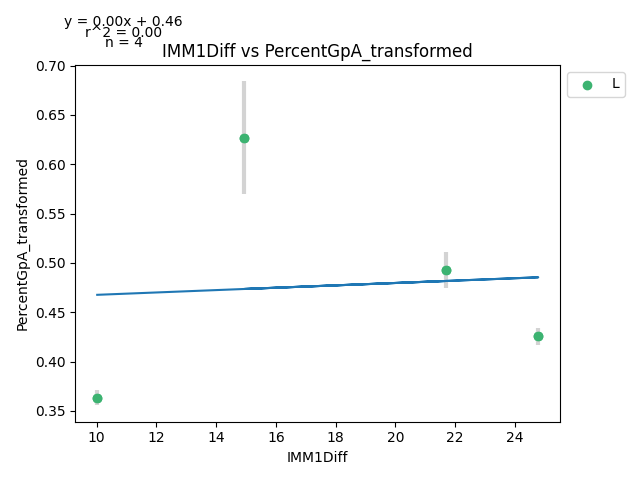 y = 0.00x + 0.46
r^2 = 0.00
n = 4
IMM1Diff vs PercentGpA_transformed
L
0.70
0.65
0.60
0.55
0.50
0.45
0.40
0.35
PercentGpA_transformed
10 12 14 16 18 20 22 24
IMM1Diff